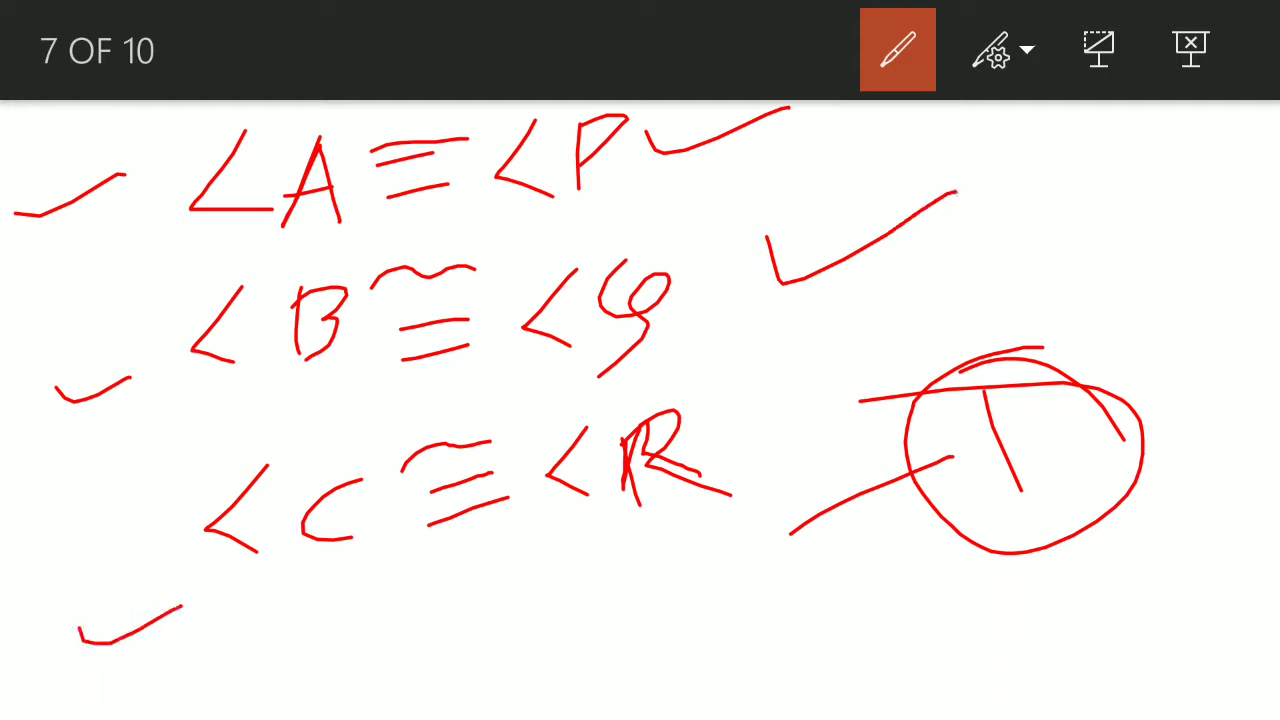 7 OF 10
∠A ≅ <P
<B ≅ <Q
<C ≅ <R